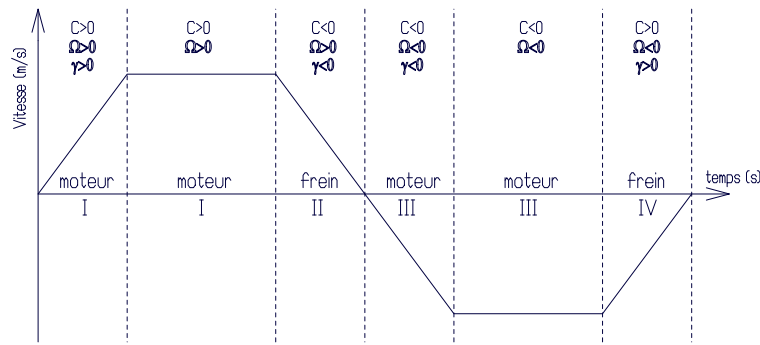 C>0
Ω>0
γ>0
C>0
Ω>0
C<0
Ω>0
γ<0
C<0
Ω<0
γ<0
C<0
Ω<0
C>0
Ω<0
γ>0
Vitesse (m/s)
moteur moteur frein moteur moteur frein temps (s)
I I II III III IV